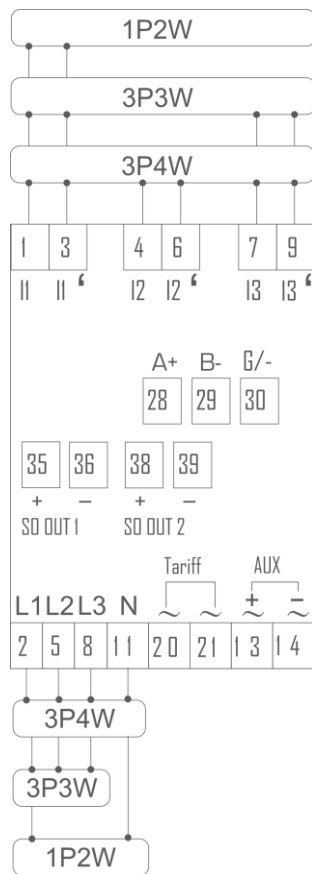 1P2W
3P3W
3P4W
1 3 4 6 7 9
I1 I1 ‘ I2 I2 ‘ I3 I3 ‘
A+ B- G/-
28 29 30
35 36 38 39
+ − + −
SO OUT 1 SO OUT 2
Tariff AUX
L1 L2 L3 N ~ ~ + ~ − ~
2 5 8 11 20 21 13 14
3P4W
3P3W
1P2W